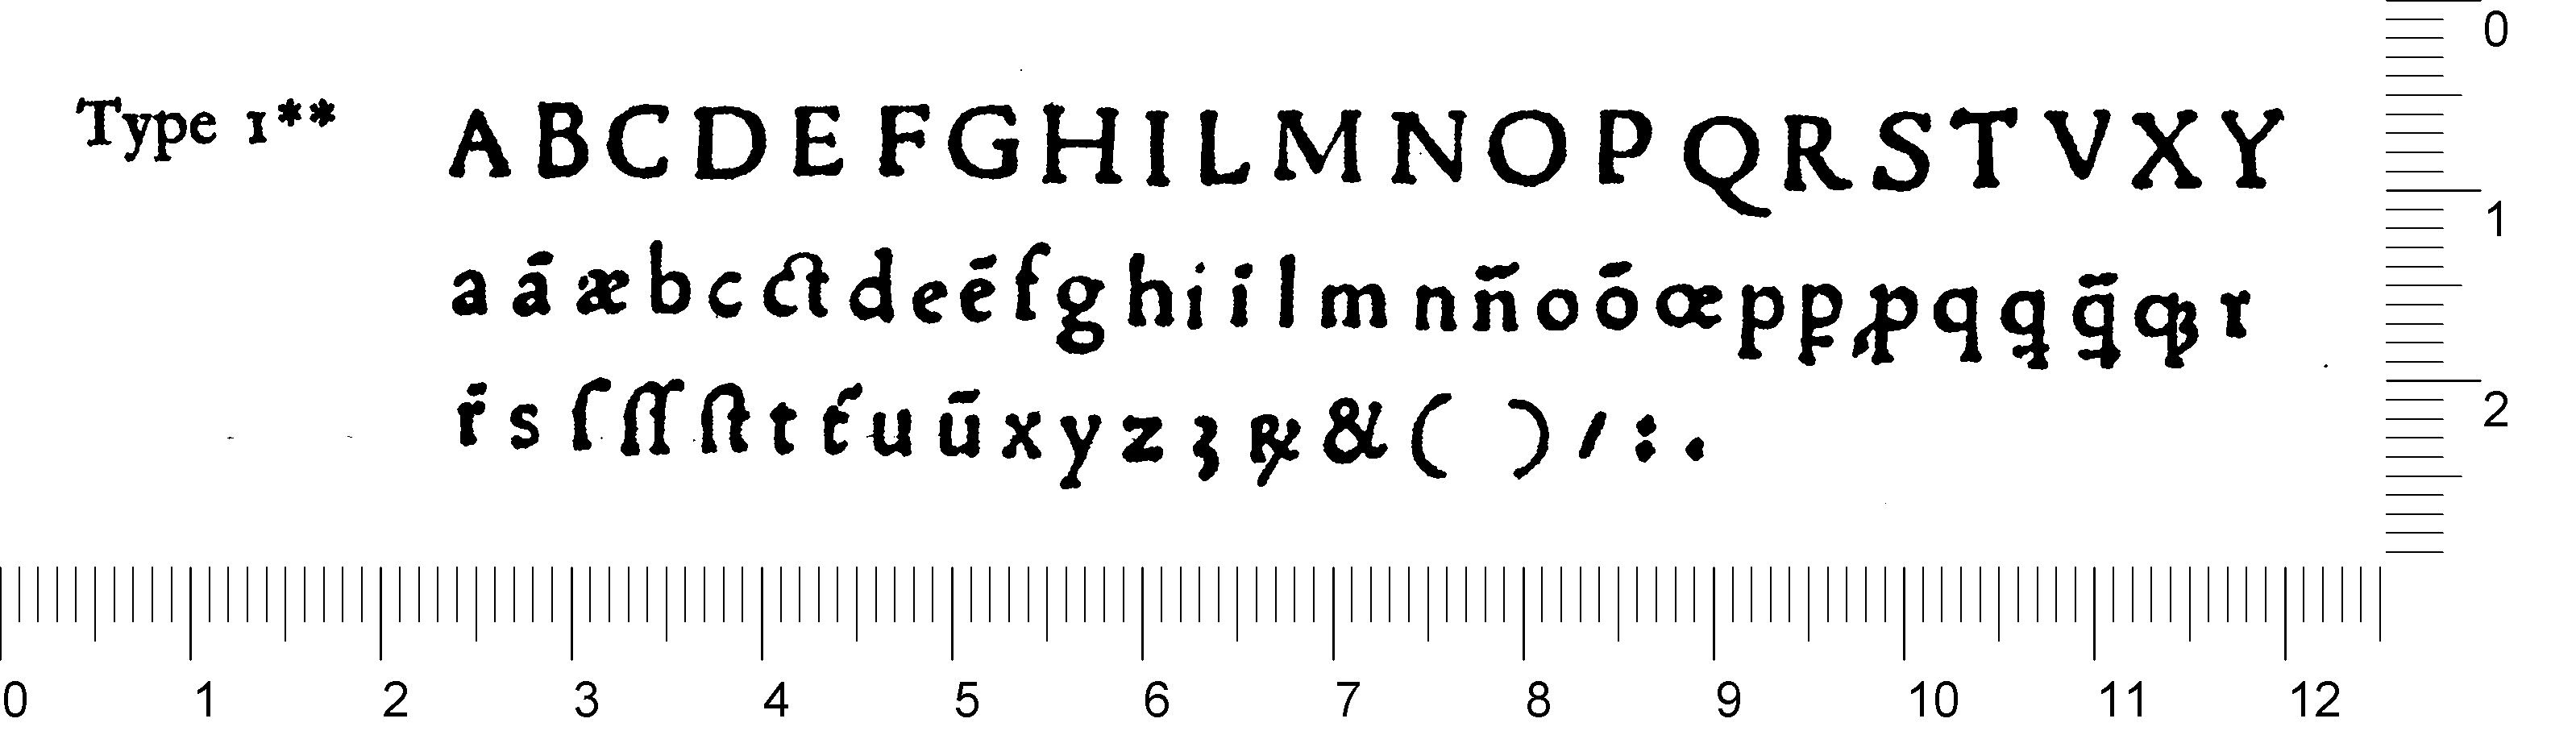 Type 1** A B C D E F G H I L M N O P Q R S T V X Y
a ā æ b c ct d e ē f g h i ī l m n n̄ o ō œ p ꝑ ꝓ q ꝗ ꝗ̄ ꝙ r
r̄ s ſ ſſ ſt t t̄ u ū x y z ꝫ ℞ & ( ) / : .
0
1
2
0 1 2 3 4 5 6 7 8 9 10 11 12